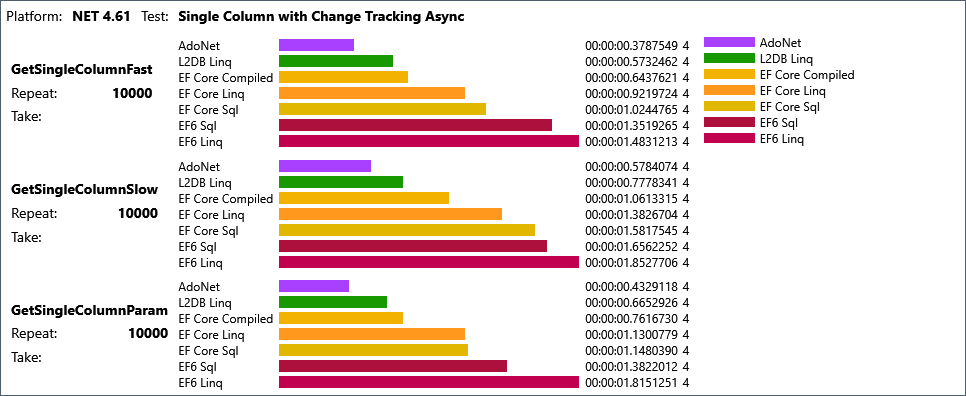 Platform: NET 4.61 Test: Single Column with Change Tracking Async
GetSingleColumnFast
Repeat: 10000
Take:
AdoNet 00:00:00.3787549 4
L2DB Linq 00:00:00.5732462 4
EF Core Compiled 00:00:00.6437621 4
EF Core Linq 00:00:00.9219724 4
EF Core Sql 00:00:01.0244765 4
EF6 Sql 00:00:01.3519265 4
EF6 Linq 00:00:01.4831213 4
AdoNet
L2DB Linq
EF Core Compiled
EF Core Linq
EF Core Sql
EF6 Sql
EF6 Linq
GetSingleColumnSlow
Repeat: 10000
Take:
AdoNet 00:00:00.5784074 4
L2DB Linq 00:00:00.7778341 4
EF Core Compiled 00:00:01.0613315 4
EF Core Linq 00:00:01.3826704 4
EF Core Sql 00:00:01.5817545 4
EF6 Sql 00:00:01.6562252 4
EF6 Linq 00:00:01.8527706 4
GetSingleColumnParam
Repeat: 10000
Take:
AdoNet 00:00:00.4329118 4
L2DB Linq 00:00:00.6652926 4
EF Core Compiled 00:00:00.7616730 4
EF Core Linq 00:00:01.1300779 4
EF Core Sql 00:00:01.1480390 4
EF6 Sql 00:00:01.3822012 4
EF6 Linq 00:00:01.8151251 4